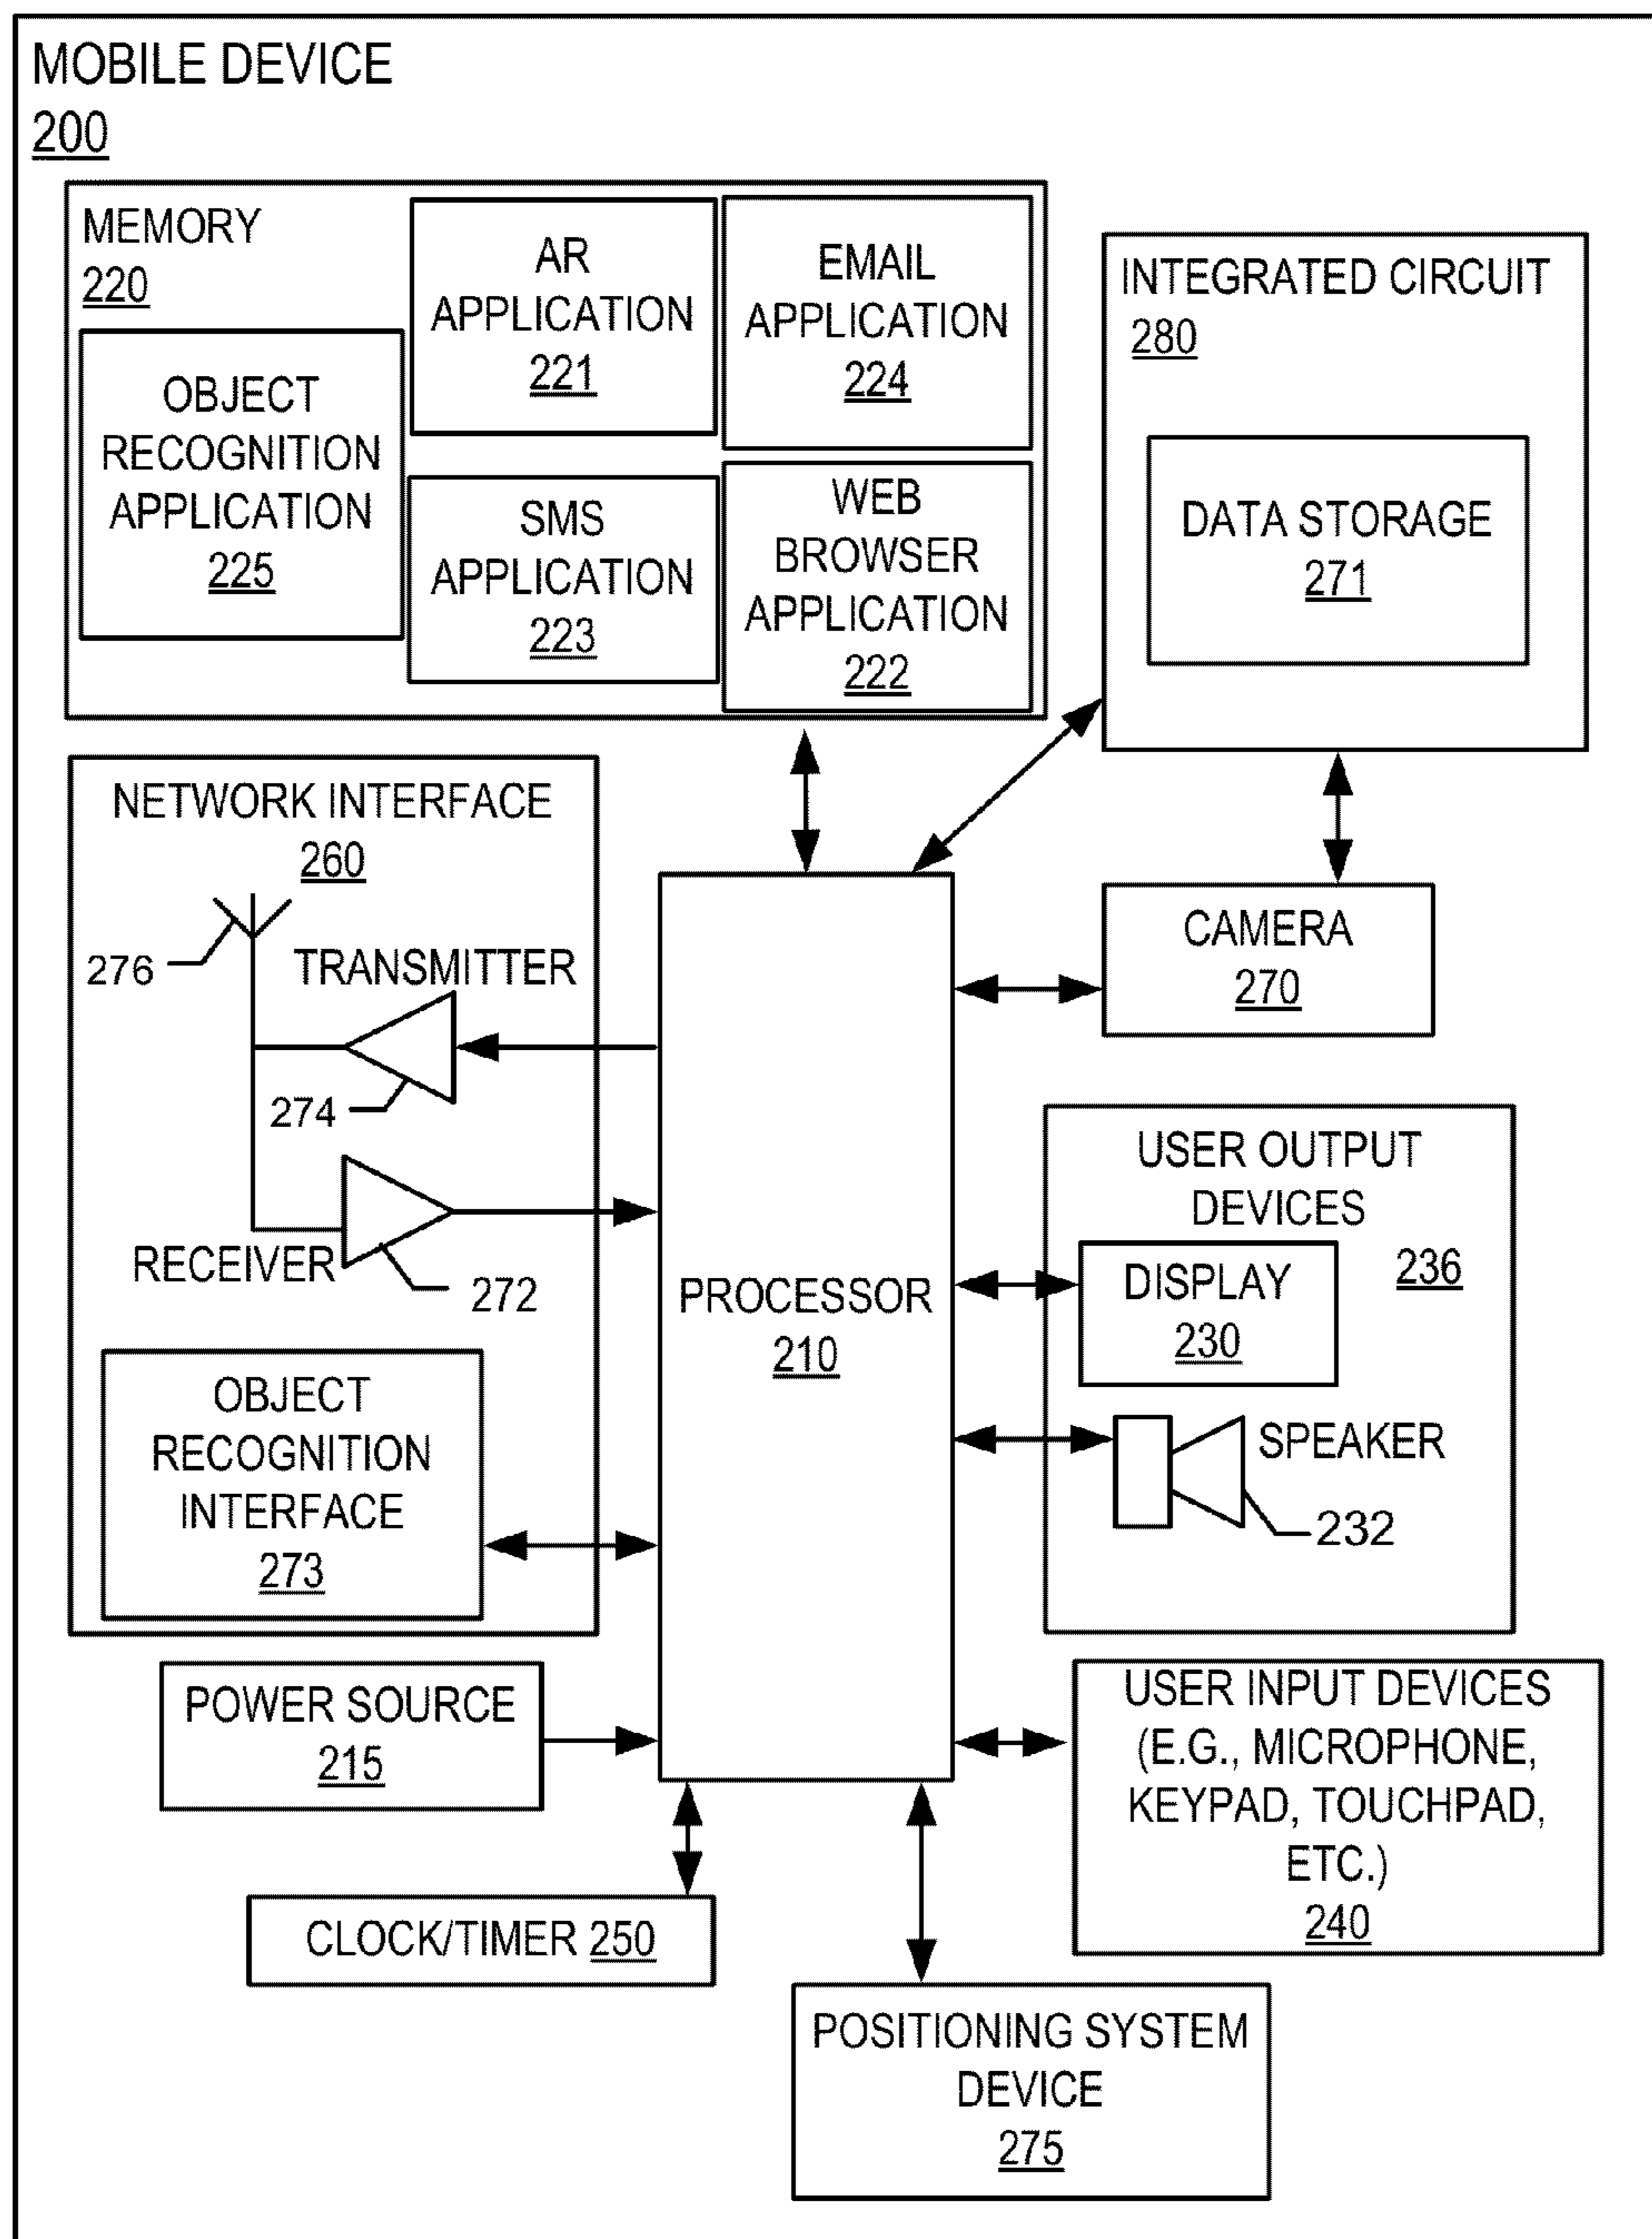 MOBILE DEVICE
200
MEMORY
220
OBJECT
RECOGNITION
APPLICATION
225
AR
APPLICATION
221
EMAIL
APPLICATION
224
SMS
APPLICATION
223
WEB
BROWSER
APPLICATION
222
INTEGRATED CIRCUIT
280
DATA STORAGE
271
NETWORK INTERFACE
260
276
TRANSMITTER
274
RECEIVER
272
OBJECT
RECOGNITION
INTERFACE
273
PROCESSOR
210
CAMERA
270
USER OUTPUT
DEVICES
236
DISPLAY
230
SPEAKER
232
POWER SOURCE
215
USER INPUT DEVICES
(E.G., MICROPHONE,
KEYPAD, TOUCHPAD,
ETC.)
240
CLOCK/TIMER 250
POSITIONING SYSTEM
DEVICE
275